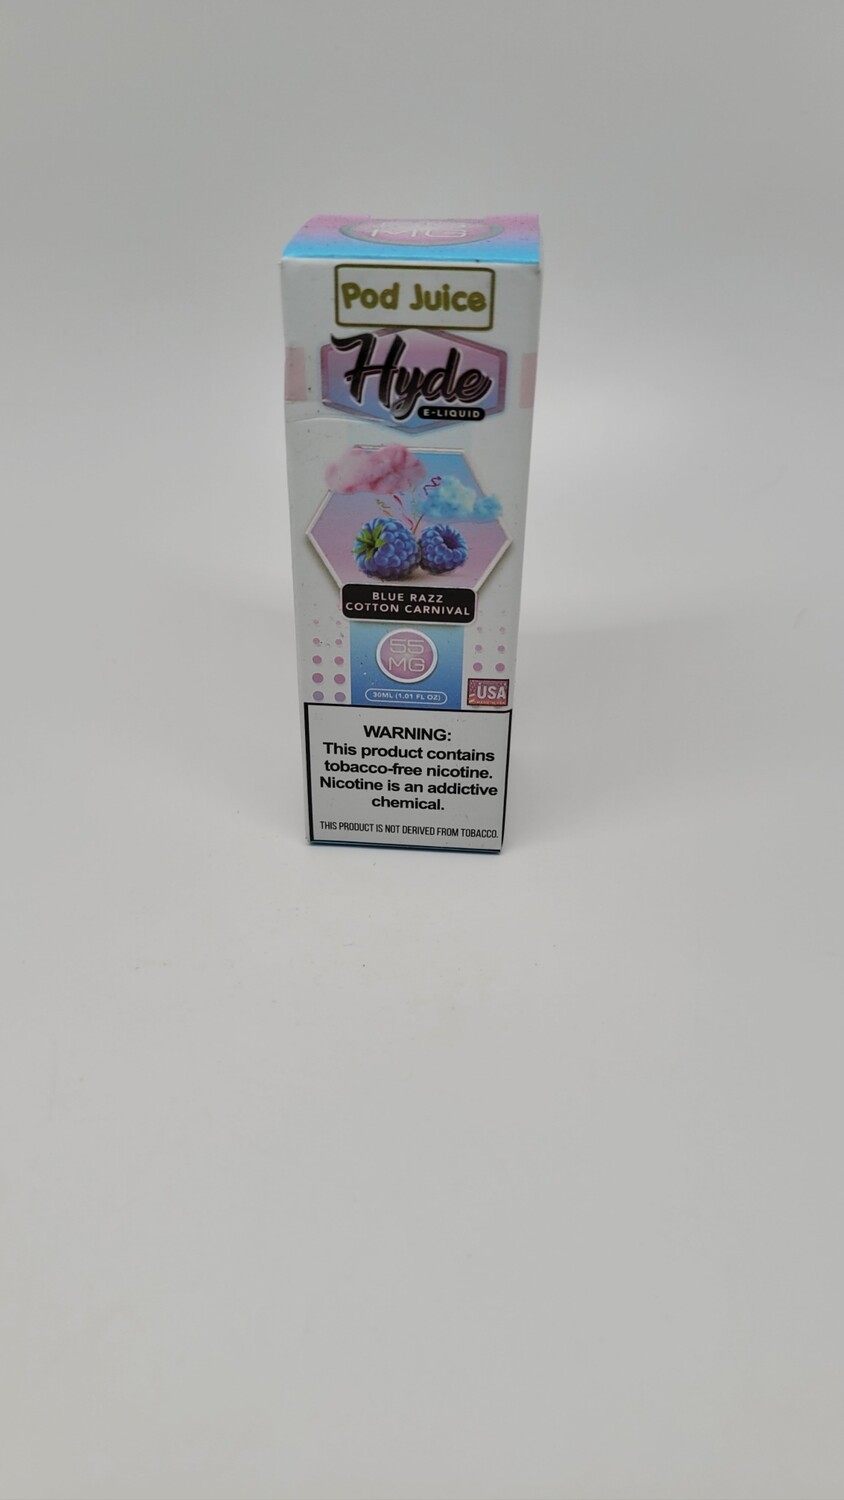 MG
Pod Juice
Hyde
E-LIQUID
BLUE RAZZ
COTTON CARNIVAL
55
MG
30ML (1.01 FL OZ)
USA
WARNING:
This product contains
tobacco-free nicotine.
Nicotine is an addictive
chemical.
THIS PRODUCT IS NOT DERIVED FROM TOBACCO.